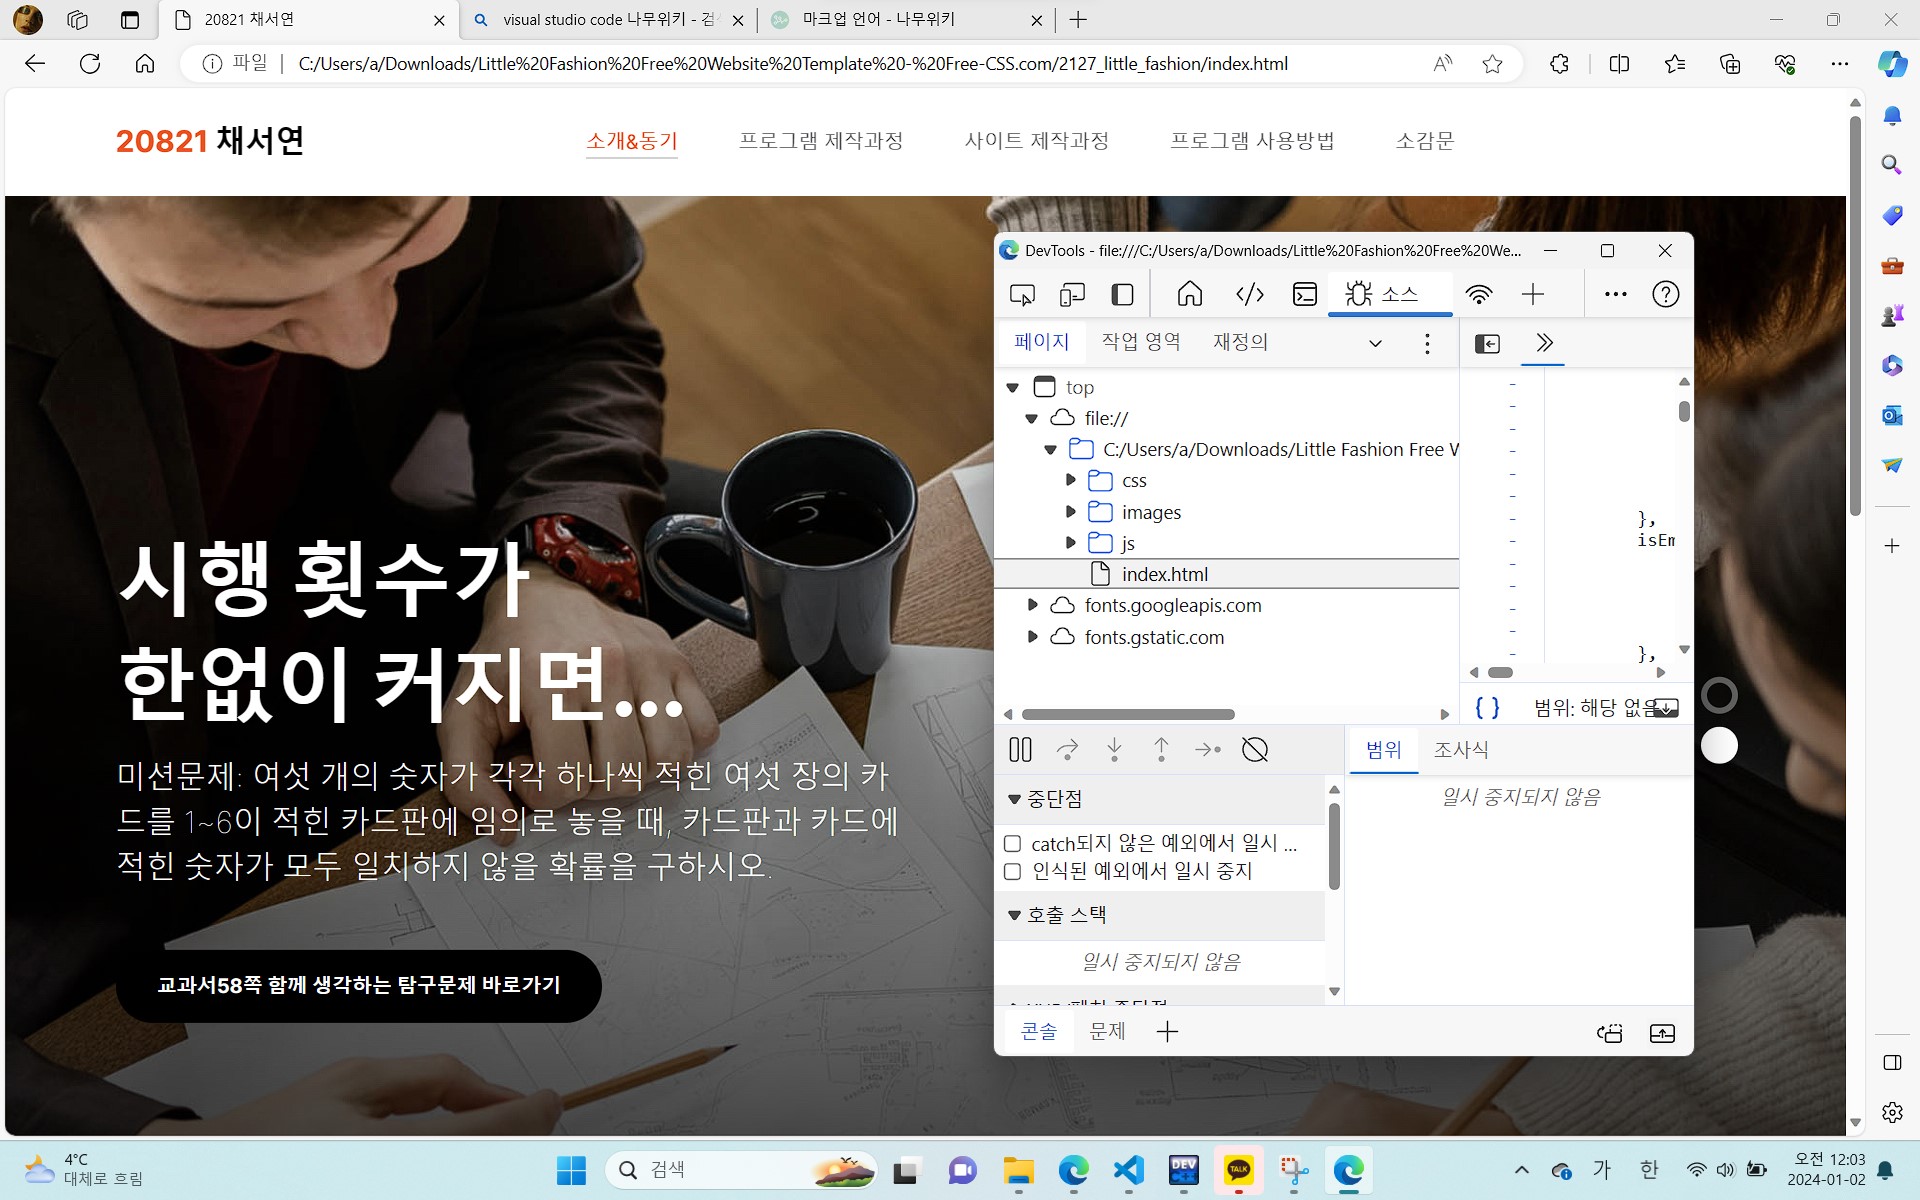 20821 채서연
visual studio code 나무위키 - 검
마크업 언어 - 나무위키
파일
C:/Users/a/Downloads/Little%20Fashion%20Free%20Website%20Template%20-%20Free-CSS.com/2127_little_fashion/index.html
20821 채서연
소개&동기
프로그램 제작과정
사이트 제작과정
프로그램 사용방법
소감문
시행 횟수가
한없이 커지면...
미션문제: 여섯 개의 숫자가 각각 하나씩 적힌 여섯 장의 카
드를 1~6이 적힌 카드판에 임의로 놓을 때, 카드판과 카드에
적힌 숫자가 모두 일치하지 않을 확률을 구하시오.
교과서58쪽 함께 생각하는 탐구문제 바로가기
DevTools - file:///C:/Users/a/Downloads/Little%20Fashion%20Free%20We...
소스
페이지
작업 영역
재정의
top
file://
C:/Users/a/Downloads/Little Fashion Free W
css
images
js
index.html
fonts.googleapis.com
fonts.gstatic.com
},
isEm
},
{ }
범위: 해당 없음
범위
조사식
일시 중지되지 않음
중단점
catch되지 않은 예외에서 일시 ...
인식된 예외에서 일시 중지
호출 스택
일시 중지되지 않음
콘솔
문제
4°C
대체로 흐림
검색
DEV
TALK
가
한
오전 12:03
2024-01-02